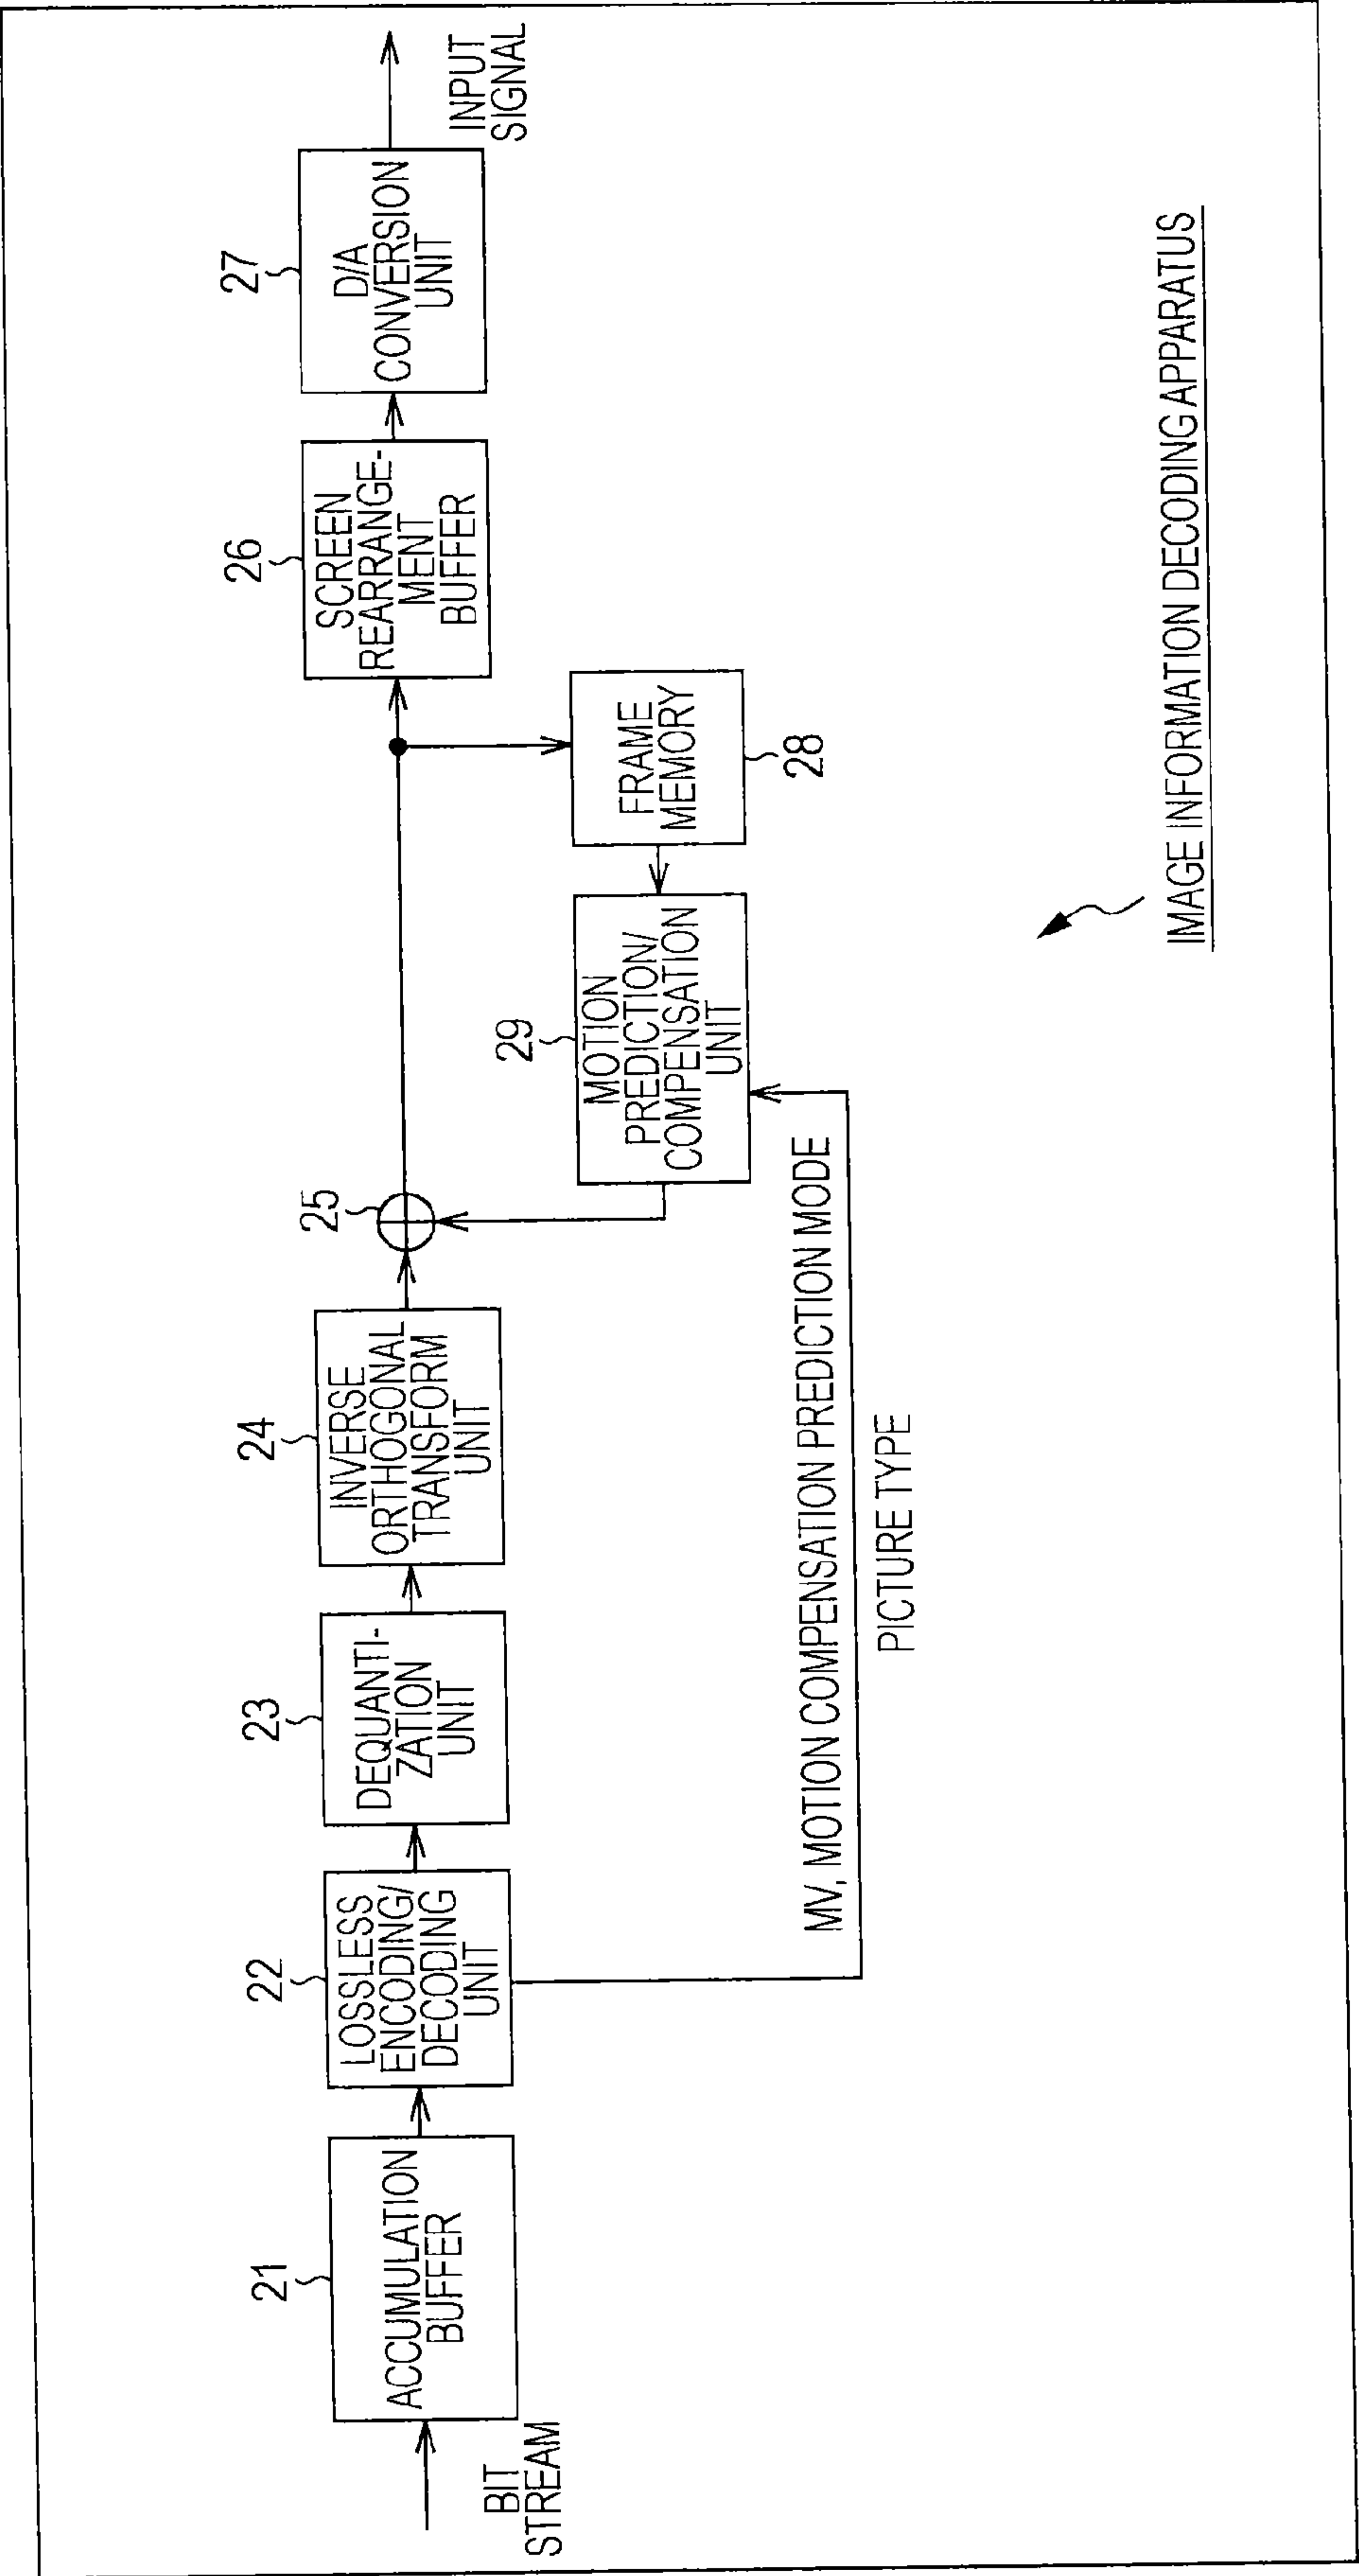 BIT
STREAM
21
ACCUMULATION
BUFFER
22
LOSSLESS
ENCODING/
DECODING
UNIT
23
DEQUANTI-
ZATION
UNIT
24
INVERSE
ORTHOGONAL
TRANSFORM
UNIT
25
26
SCREEN
REARRANGE-
MENT
BUFFER
27
D/A
CONVERSION
UNIT
INPUT
SIGNAL
29
MOTION
PREDICTION/
COMPENSATION
UNIT
FRAME
MEMORY
28
MV, MOTION COMPENSATION PREDICTION MODE
PICTURE TYPE
IMAGE INFORMATION DECODING APPARATUS